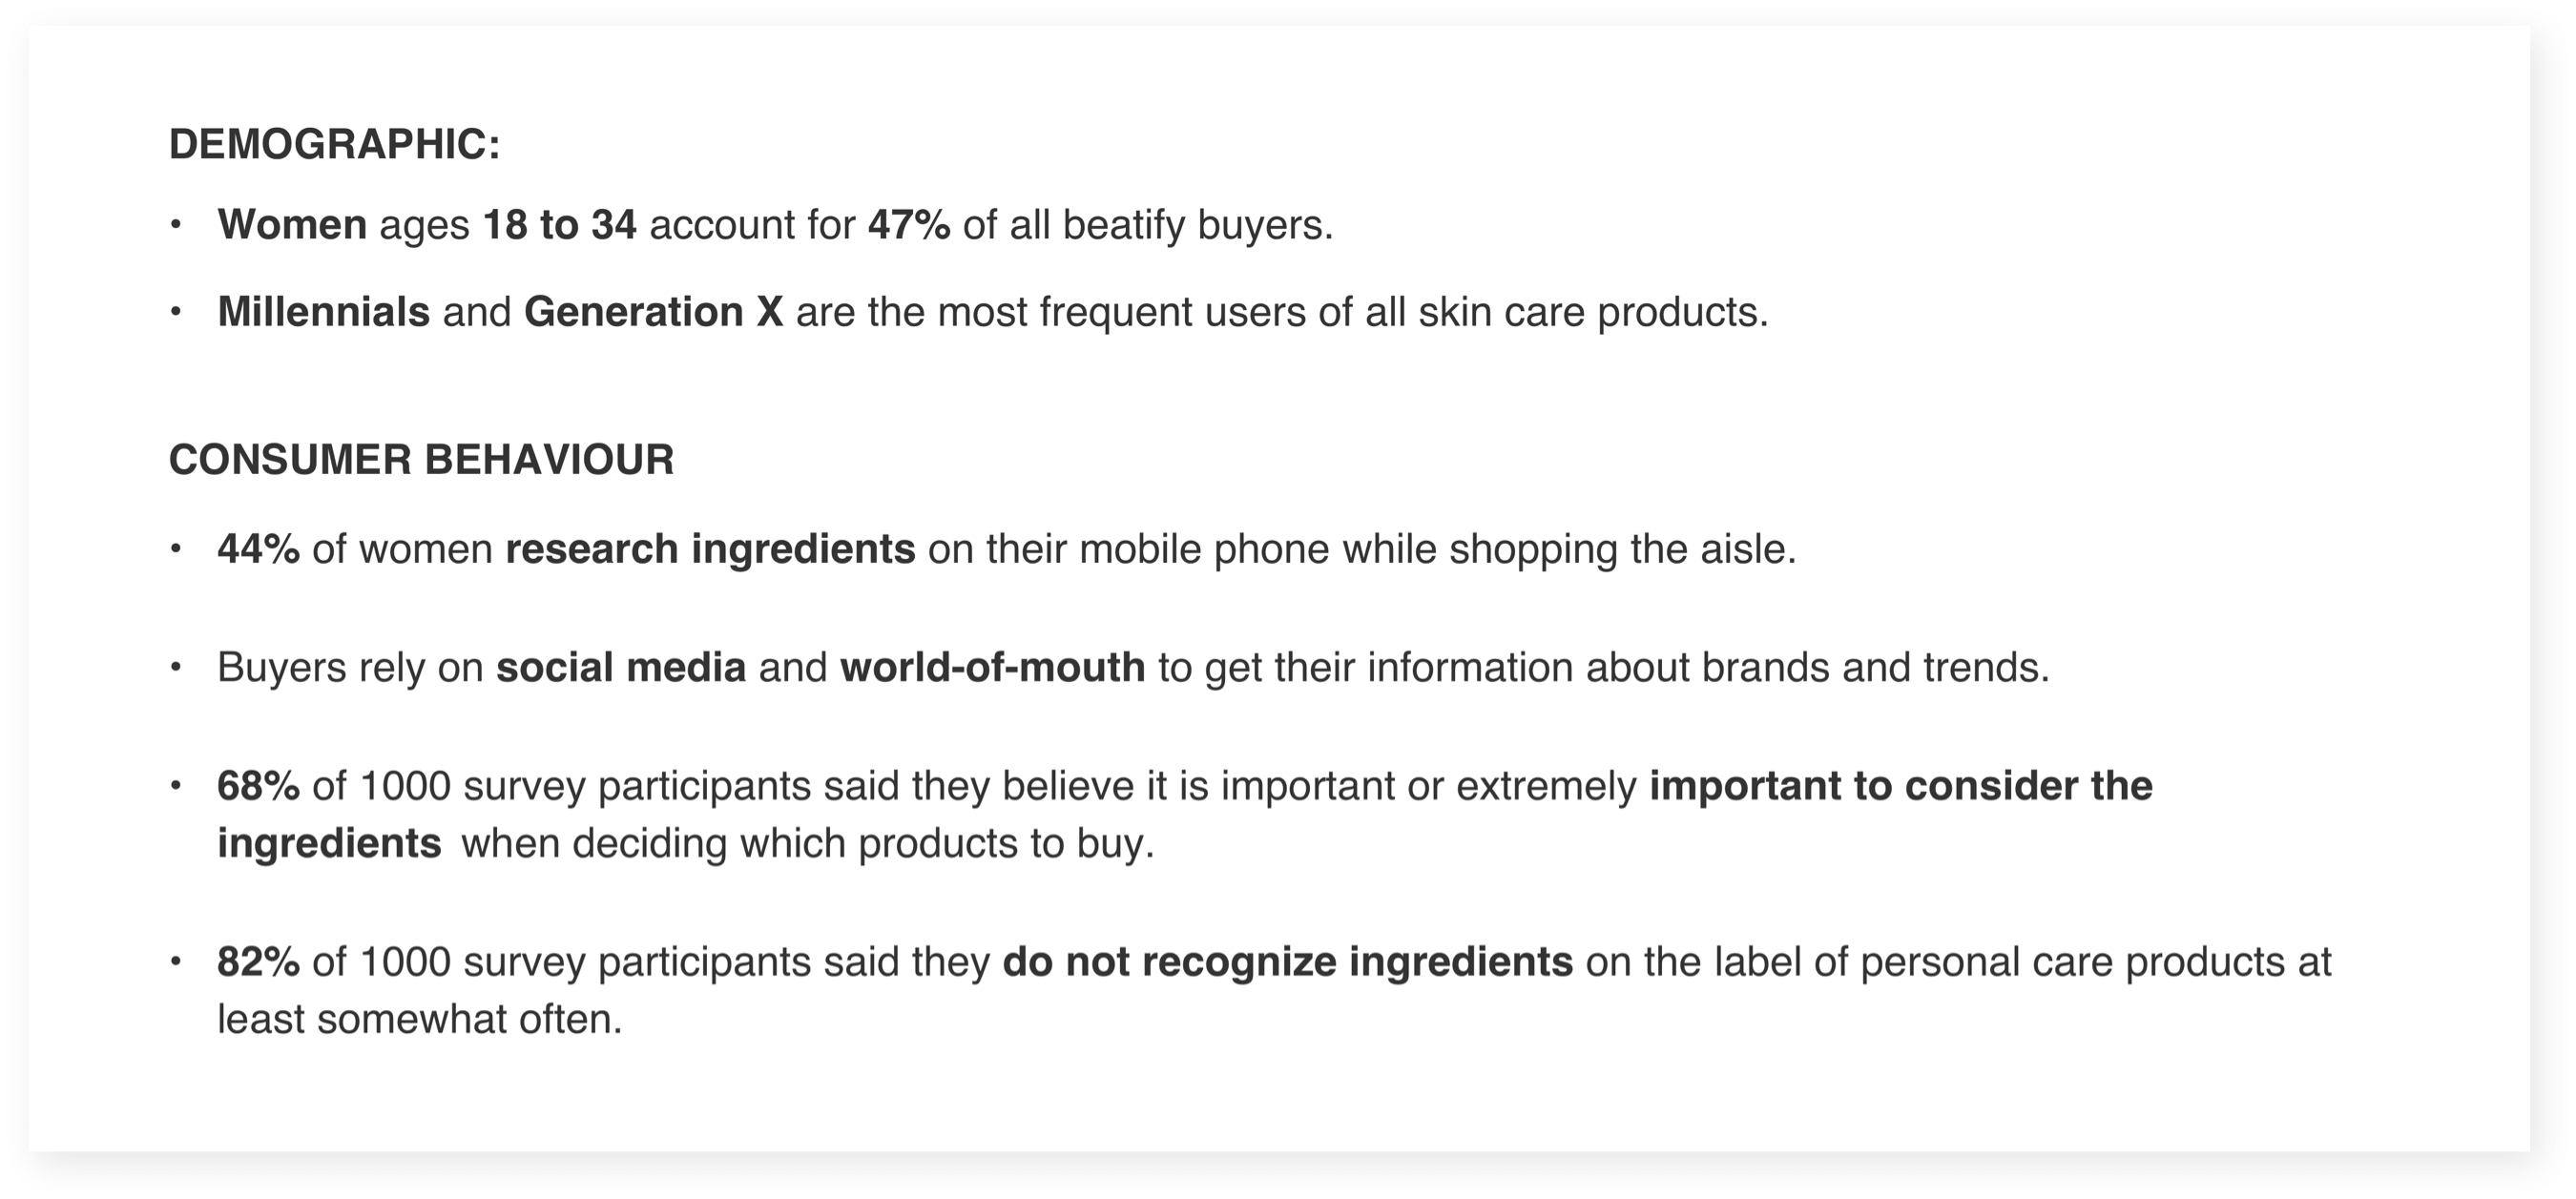 DEMOGRAPHIC:
• Women ages 18 to 34 account for 47% of all beatify buyers.
• Millennials and Generation X are the most frequent users of all skin care products.
CONSUMER BEHAVIOUR
• 44% of women research ingredients on their mobile phone while shopping the aisle.
• Buyers rely on social media and world-of-mouth to get their information about brands and trends.
• 68% of 1000 survey participants said they believe it is important or extremely important to consider the
ingredients when deciding which products to buy.
• 82% of 1000 survey participants said they do not recognize ingredients on the label of personal care products at
least somewhat often.